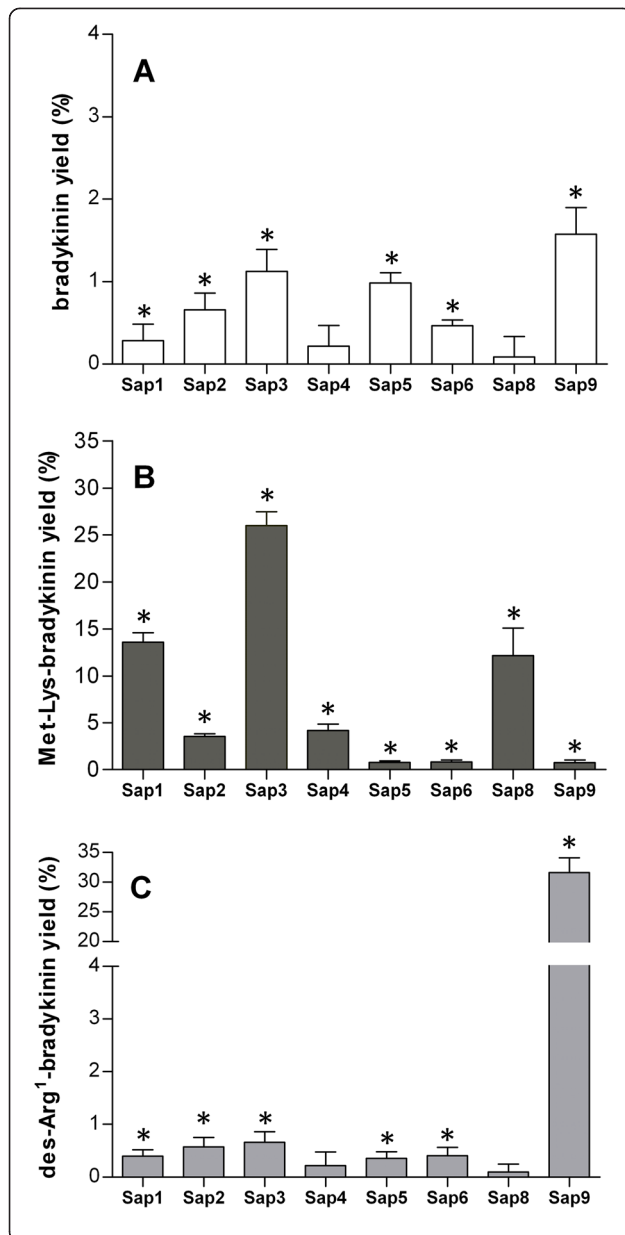 A
bradykinin yield (%)
4
3
2
1
0
* * * * * *
Sap1 Sap2 Sap3 Sap4 Sap5 Sap6 Sap8 Sap9
B
Met-Lys-bradykinin yield (%)
35
30
25
20
15
10
5
0
* * * * * * * *
Sap1 Sap2 Sap3 Sap4 Sap5 Sap6 Sap8 Sap9
C
des-Arg¹-bradykinin yield (%)
35
30
25
20
4
3
2
1
0
* * * * * *
Sap1 Sap2 Sap3 Sap4 Sap5 Sap6 Sap8 Sap9